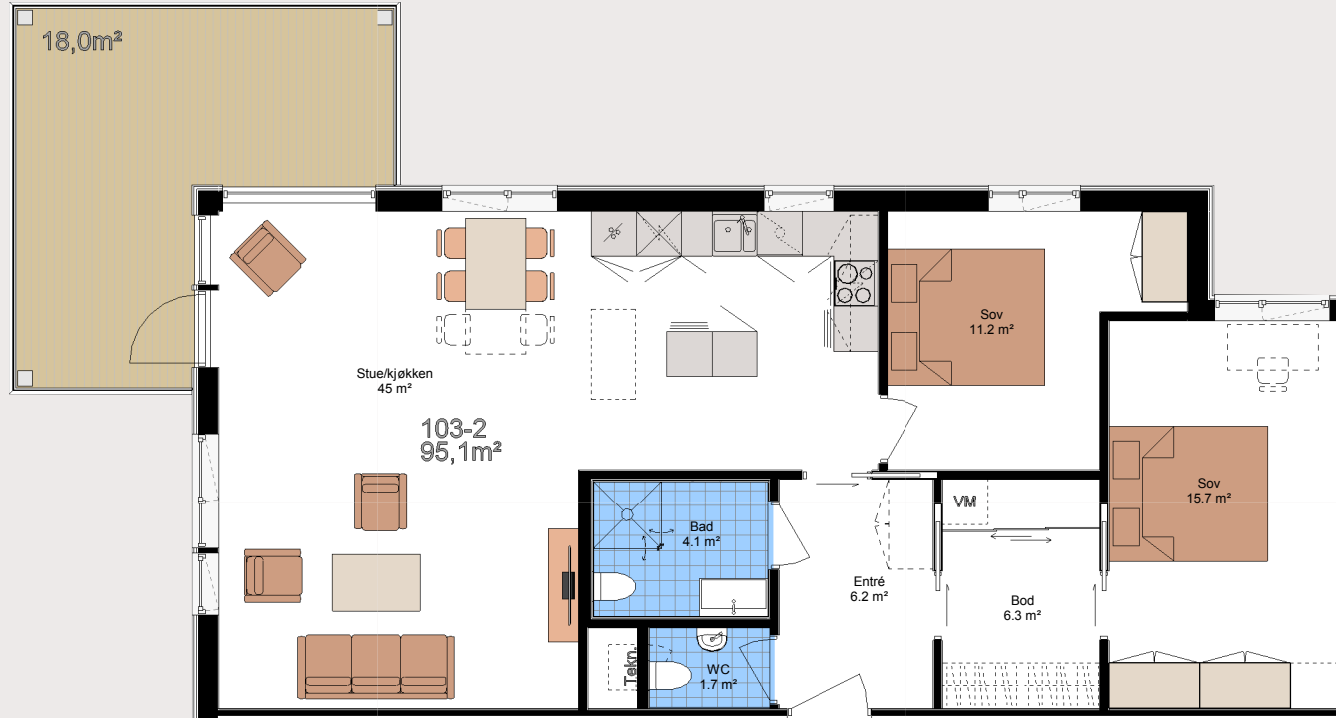 18,0m²
Stue/kjøkken
45 m²
103-2
95,1m²
Sov
11.2 m²
Sov
15.7 m²
Bad
4.1 m²
VM
Entré
6.2 m²
Bod
6.3 m²
Tekn.
WC
1.7 m²